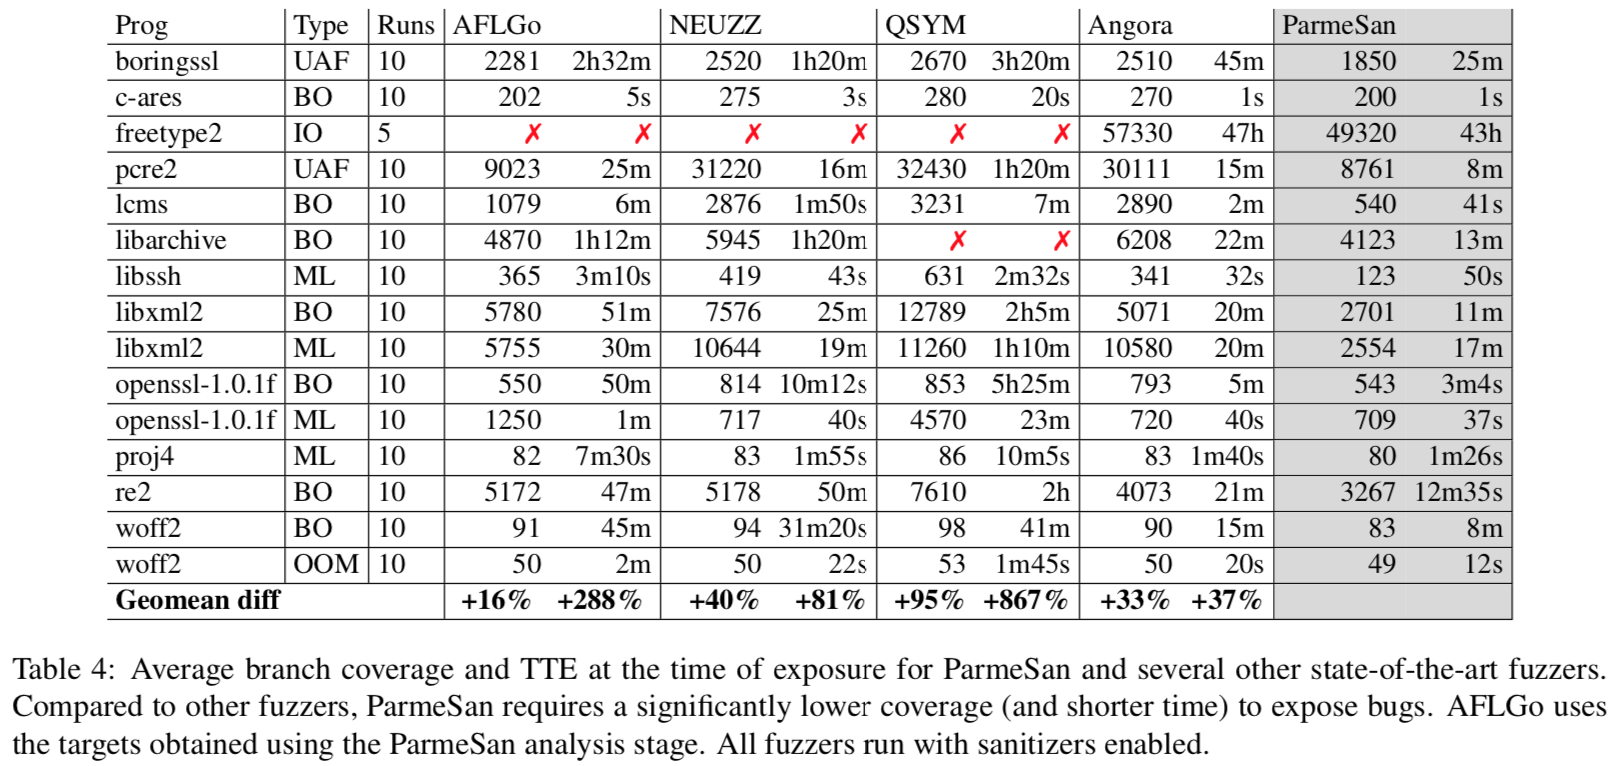 Prog Type Runs AFLGo NEUZZ QSYM Angora ParmeSan
boringssl UAF 10 2281 2h32m 2520 1h20m 2670 3h20m 2510 45m 1850 25m
c-ares BO 10 202 5s 275 3s 280 20s 270 1s 200 1s
freetype2 IO 5 ✗ ✗ ✗ ✗ ✗ ✗ 57330 47h 49320 43h
pcre2 UAF 10 9023 25m 31220 16m 32430 1h20m 30111 15m 8761 8m
lcms BO 10 1079 6m 2876 1m50s 3231 7m 2890 2m 540 41s
libarchive BO 10 4870 1h12m 5945 1h20m ✗ ✗ 6208 22m 4123 13m
libssh ML 10 365 3m10s 419 43s 631 2m32s 341 32s 123 50s
libxml2 BO 10 5780 51m 7576 25m 12789 2h5m 5071 20m 2701 11m
libxml2 ML 10 5755 30m 10644 19m 11260 1h10m 10580 20m 2554 17m
openssl-1.0.1f BO 10 550 50m 814 10m12s 853 5h25m 793 5m 543 3m4s
openssl-1.0.1f ML 10 1250 1m 717 40s 4570 23m 720 40s 709 37s
proj4 ML 10 82 7m30s 83 1m55s 86 10m5s 83 1m40s 80 1m26s
re2 BO 10 5172 47m 5178 50m 7610 2h 4073 21m 3267 12m35s
woff2 BO 10 91 45m 94 31m20s 98 41m 90 15m 83 8m
woff2 OOM 10 50 2m 50 22s 53 1m45s 50 20s 49 12s
Geomean diff +16% +288% +40% +81% +95% +867% +33% +37%
Table 4: Average branch coverage and TTE at the time of exposure for ParmeSan and several other state-of-the-art fuzzers.
Compared to other fuzzers, ParmeSan requires a significantly lower coverage (and shorter time) to expose bugs. AFLGo uses
the targets obtained using the ParmeSan analysis stage. All fuzzers run with sanitizers enabled.